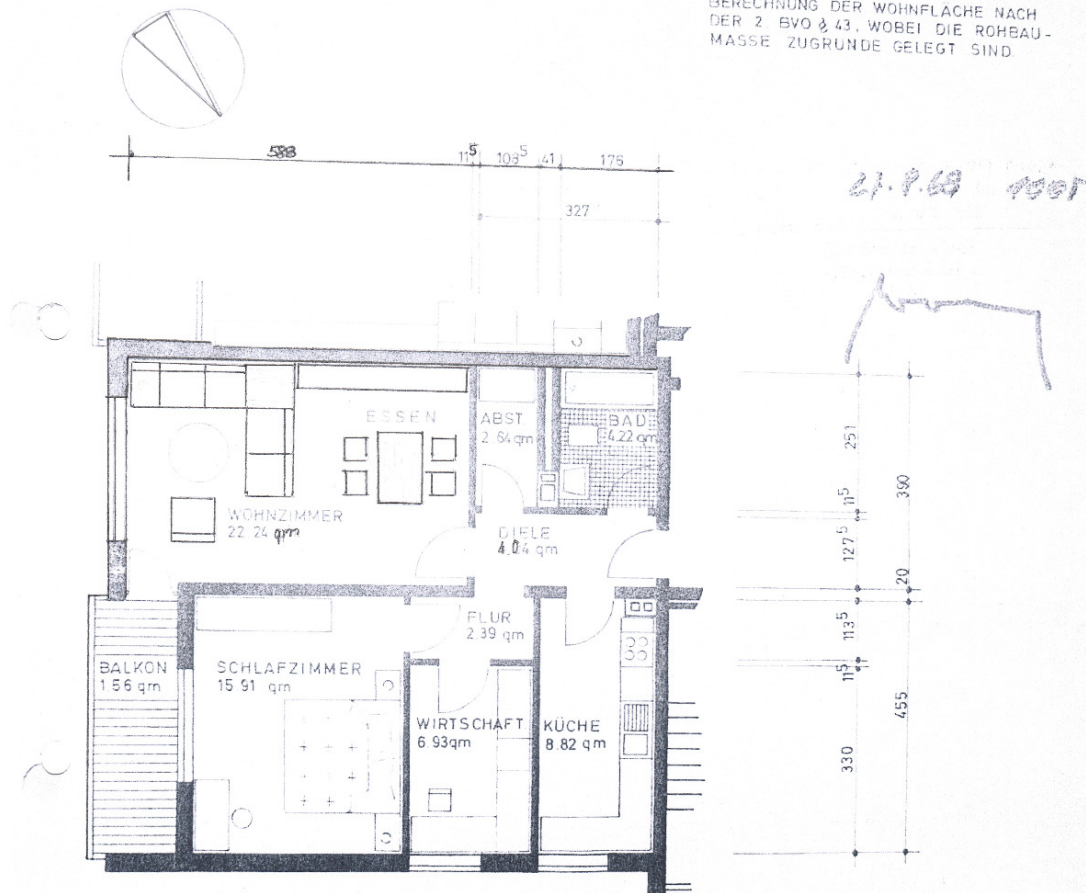 BERECHNUNG DER WOHNFLÄCHE NACH
DER 2. BVO § 43, WOBEI DIE ROHBAU-
MASSE ZUGRUNDE GELEGT SIND.
588
11⁵
108⁵
41
176
327
27.8.68
ESSEN
ABST.
2.64 qm
BAD
4.22 qm
WOHNZIMMER
22.24 qm
DIELE
4.04 qm
FLUR
2.39 qm
BALKON
1.56 qm
SCHLAFZIMMER
15.91 qm
WIRTSCHAFT
6.93 qm
KÜCHE
8.82 qm
251
11⁵
127⁵
113⁵
11⁵
330
390
20
455